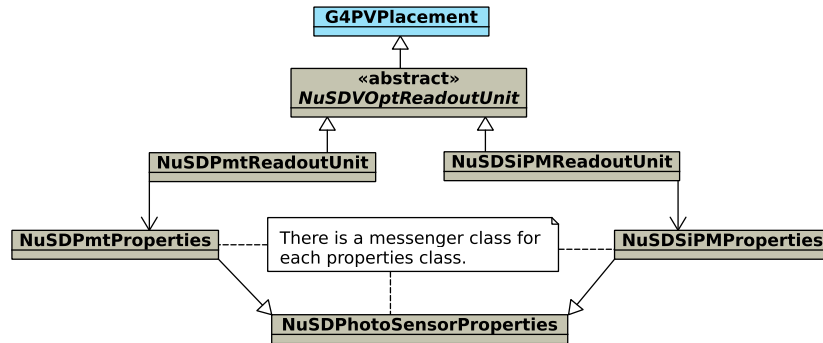 G4PVPlacement
«abstract»
NuSDVOptReadoutUnit
NuSDPmtReadoutUnit
NuSDSiPMReadoutUnit
NuSDPmtProperties
There is a messenger class for
each properties class.
NuSDSiPMProperties
NuSDPhotoSensorProperties